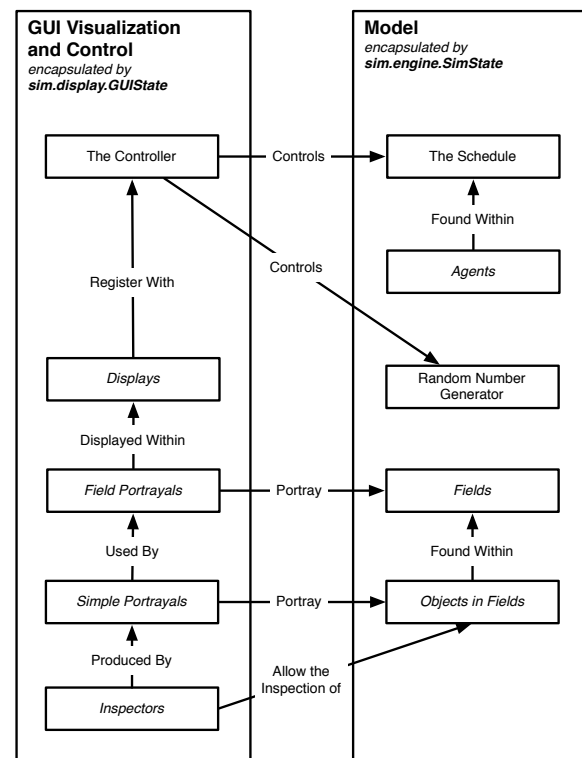 GUI Visualization
and Control
encapsulated by
sim.display.GUIState
Model
encapsulated by
sim.engine.SimState
The Controller
Controls
The Schedule
Found Within
Controls
Agents
Register With
Displays
Random Number
Generator
Displayed Within
Field Portrayals
Portray
Fields
Used By
Found Within
Simple Portrayals
Portray
Objects in Fields
Produced By
Allow the
Inspection of
Inspectors